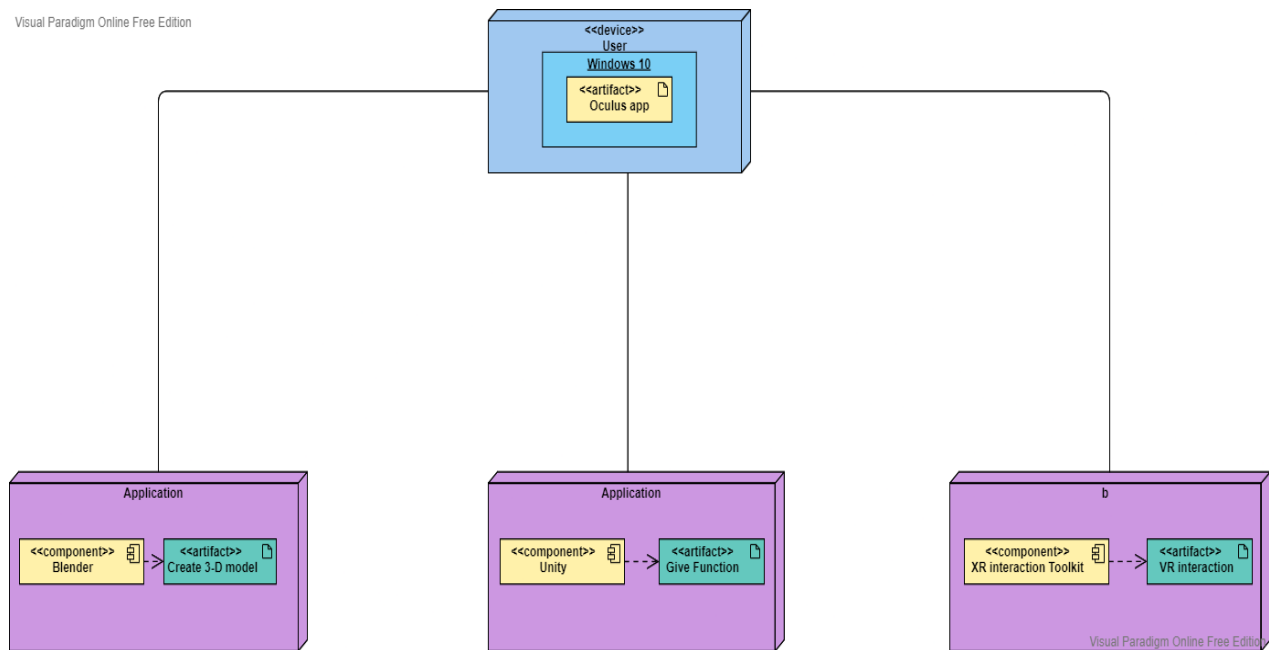 Visual Paradigm Online Free Edition
<<device>>
User
Windows 10
<<artifact>>
Oculus app
Application
<<component>>
Blender
<<artifact>>
Create 3-D model
Application
<<component>>
Unity
<<artifact>>
Give Function
b
<<component>>
XR interaction Toolkit
<<artifact>>
VR interaction
Visual Paradigm Online Free Edition